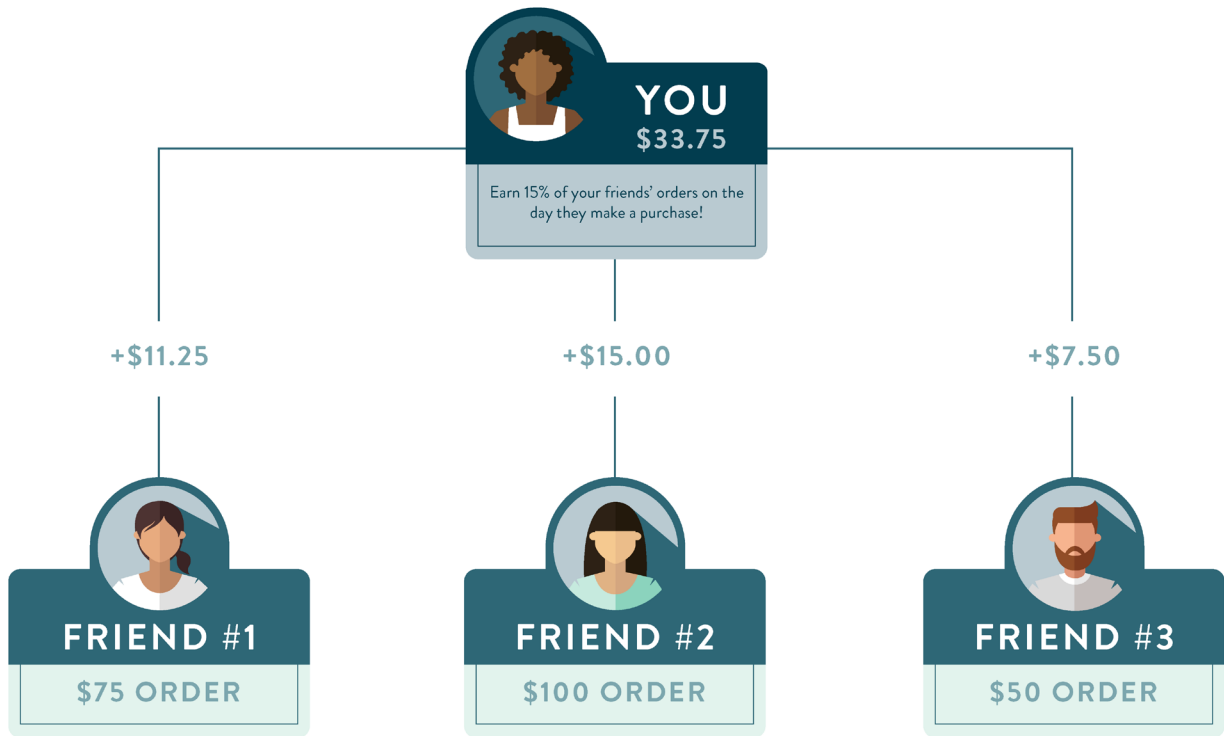 YOU
$33.75
Earn 15% of your friends’ orders on the
day they make a purchase!
+$11.25
+$15.00
+$7.50
FRIEND #1
$75 ORDER
FRIEND #2
$100 ORDER
FRIEND #3
$50 ORDER